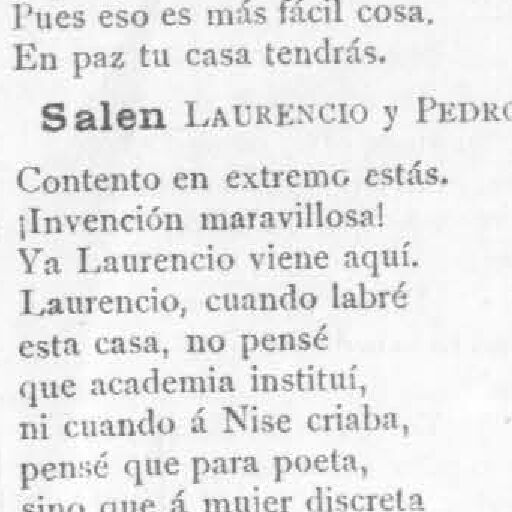 Pues eso es más fácil cosa.
En paz tu casa tendrás.
Salen LAURENCIO y PEDRO
Contento en extremo estás.
¡Invención maravillosa!
Ya Laurencio viene aquí.
Laurencio, cuando labré
esta casa, no pensé
que academia instituí,
ni cuando á Nise criaba,
pensé que para poeta,
sino que á mujer discreta